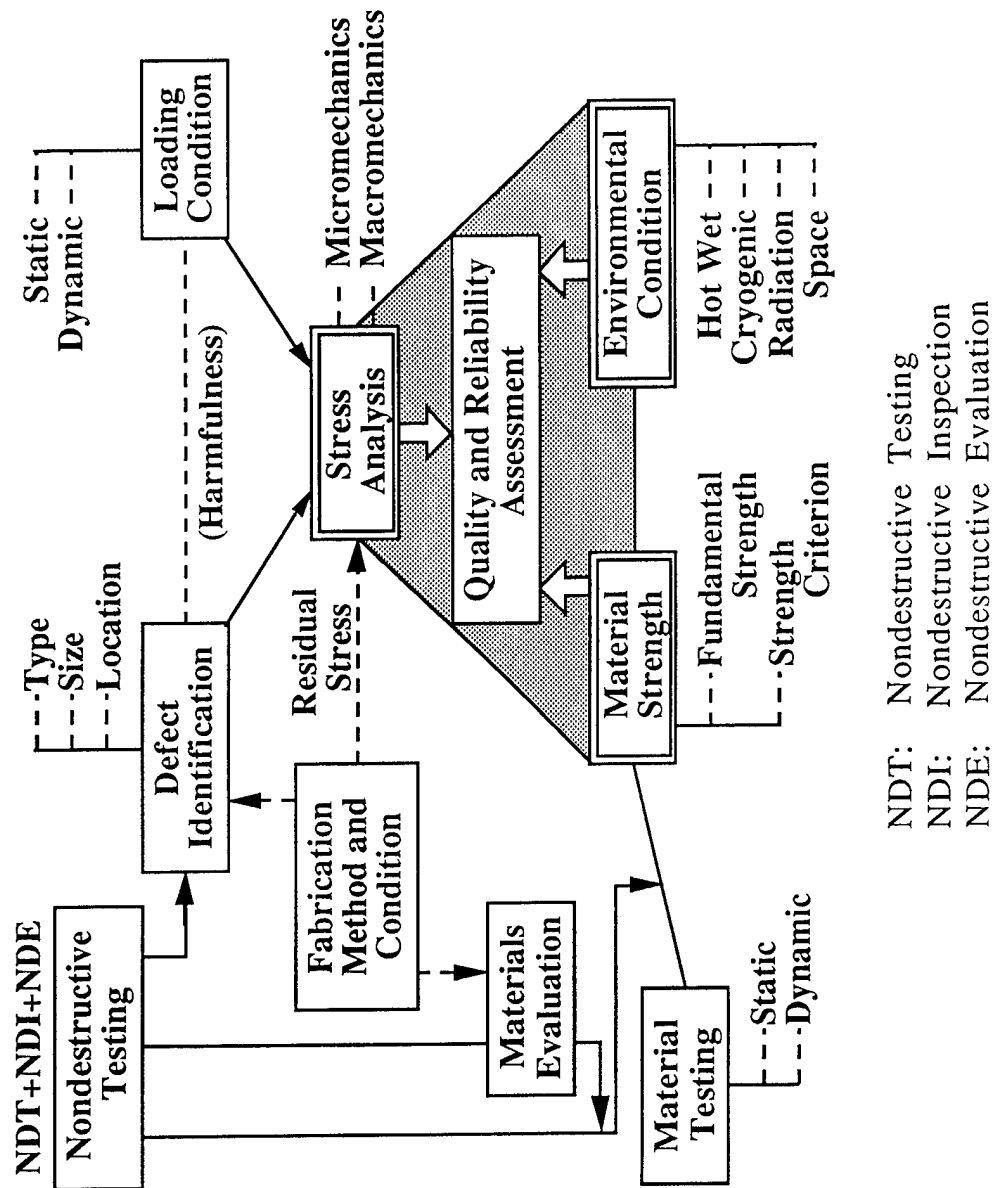 NDT+NDI+NDE
Nondestructive
Testing
Type
Size
Location
Defect
Identification
(Harmfulness)
Static
Dynamic
Loading
Condition
Fabrication
Method and
Condition
Residual
Stress
Stress
Analysis
Micromechanics
Macromechanics
Materials
Evaluation
Quality and Reliability
Assessment
Material
Testing
Static
Dynamic
Material
Strength
Fundamental
Strength
Strength
Criterion
Environmental
Condition
Hot Wet
Cryogenic
Radiation
Space
NDT: Nondestructive Testing
NDI: Nondestructive Inspection
NDE: Nondestructive Evaluation